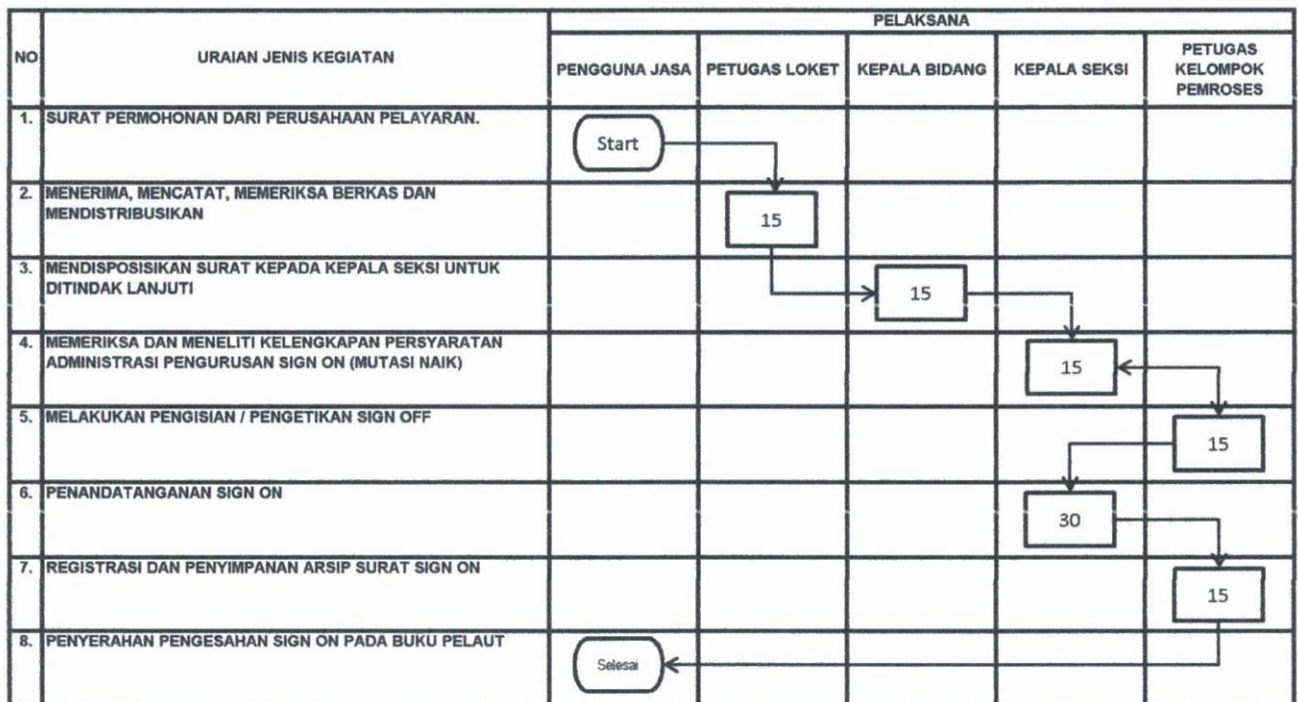 PELAKSANA
NO
URAIAN JENIS KEGIATAN
PENGGUNA JASA
PETUGAS LOKET
KEPALA BIDANG
KEPALA SEKSI
PETUGAS
KELOMPOK
PEMROSES
1. SURAT PERMOHONAN DARI PERUSAHAAN PELAYARAN.
Start
2. MENERIMA, MENCATAT, MEMERIKSA BERKAS DAN
MENDISTRIBUSIKAN
15
3. MENDISPOSISIKAN SURAT KEPADA KEPALA SEKSI UNTUK
DITINDAK LANJUTI
15
4. MEMERIKSA DAN MENELITI KELENGKAPAN PERSYARATAN
ADMINISTRASI PENGURUSAN SIGN ON (MUTASI NAIK)
15
5. MELAKUKAN PENGISIAN / PENGETIKAN SIGN OFF
15
6. PENANDATANGANAN SIGN ON
30
7. REGISTRASI DAN PENYIMPANAN ARSIP SURAT SIGN ON
15
8. PENYERAHAN PENGESAHAN SIGN ON PADA BUKU PELAUT
Selesai